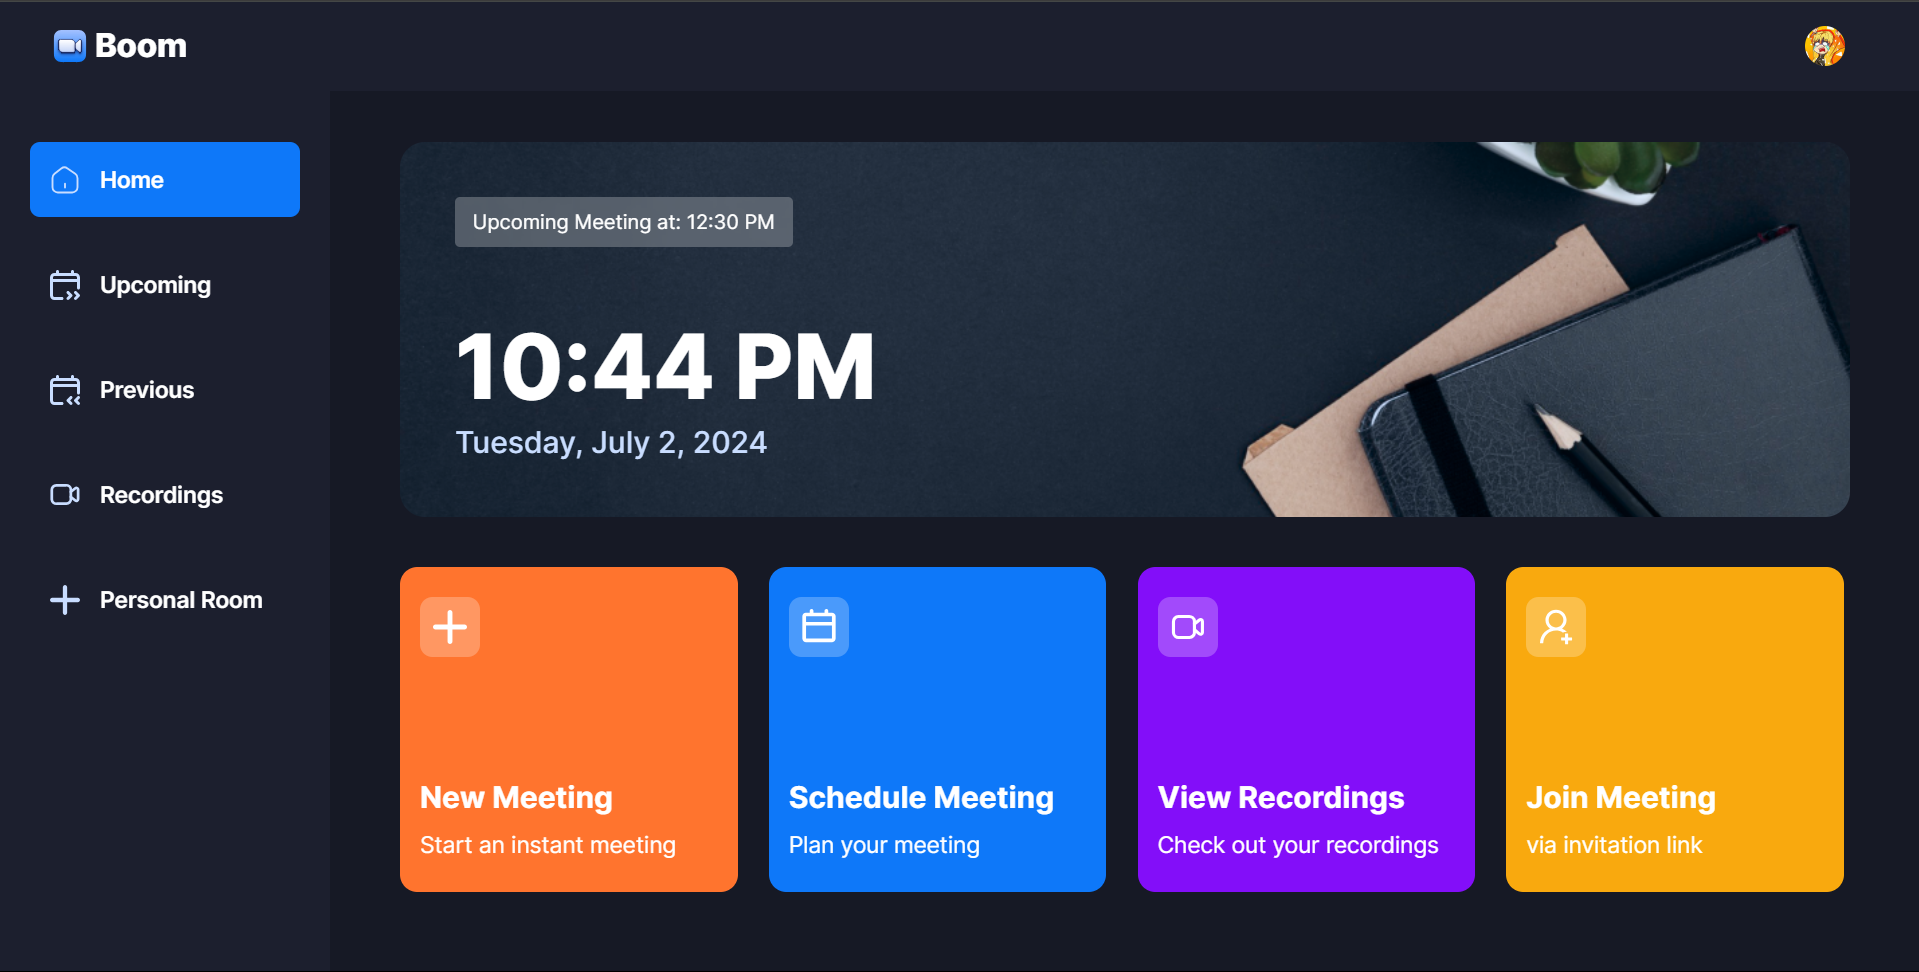 Boom
Home
Upcoming
Previous
Recordings
Personal Room
Upcoming Meeting at: 12:30 PM
10:44 PM
Tuesday, July 2, 2024
New Meeting
Start an instant meeting
Schedule Meeting
Plan your meeting
View Recordings
Check out your recordings
Join Meeting
via invitation link